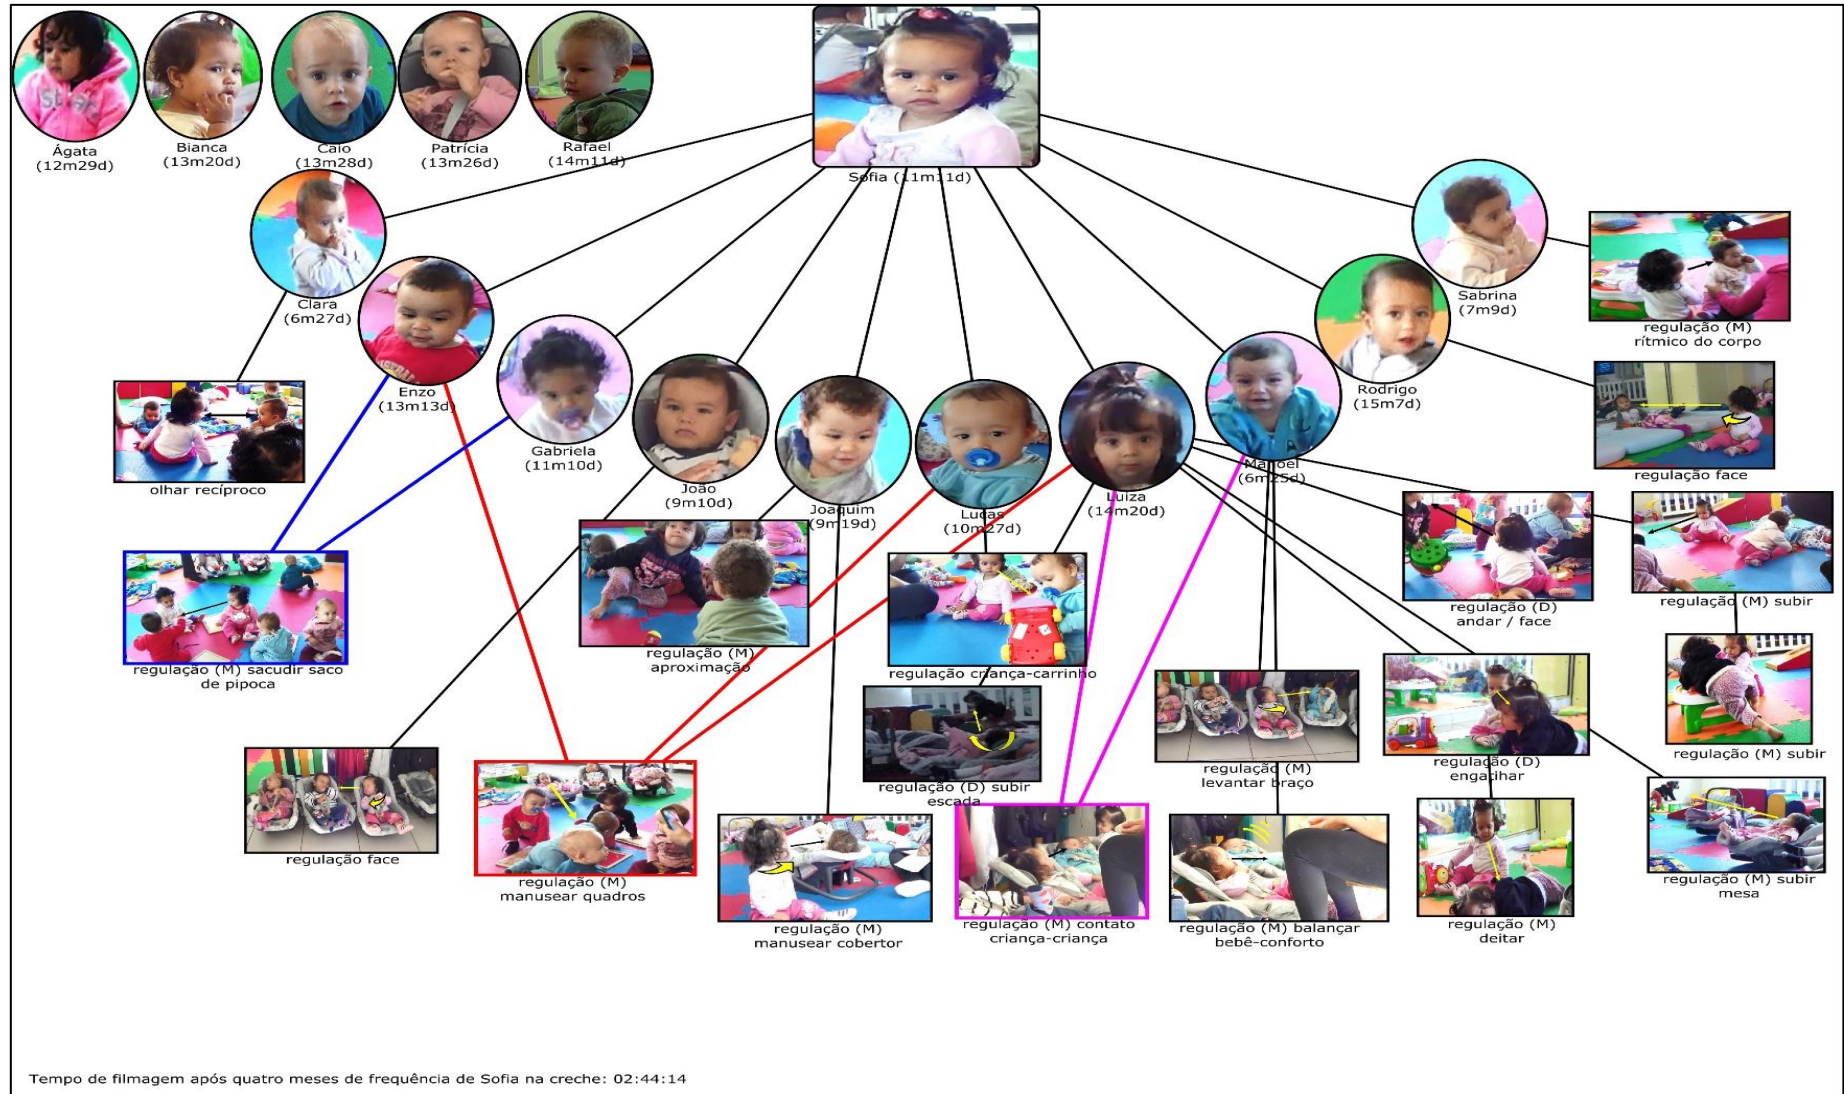 Ágata
(12m29d)
Bianca
(13m20d)
Caio
(13m28d)
Patrícia
(13m26d)
Rafael
(14m11d)
Sofia (11m11d)
Clara
(6m27d)
Enzo
(13m13d)
Gabriela
(11m10d)
João
(9m10d)
Joaquim
(9m19d)
Lucas
(10m27d)
Luiza
(14m20d)
Manoel
(6m25d)
Rodrigo
(15m7d)
Sabrina
(7m9d)
regulação (M)
rítmico do corpo
regulação face
olhar recíproco
regulação (M) sacudir saco
de pipoca
regulação (M)
aproximação
regulação criança-carrinho
regulação (D)
andar / face
regulação (M) subir
regulação (D) subir
escada
regulação (M)
levantar braço
regulação (D)
engatihar
regulação (M) subir
regulação face
regulação (M)
manusear quadros
regulação (M)
manusear cobertor
regulação (M) contato
criança-criança
regulação (M) balançar
bebê-conforto
regulação (M)
deitar
regulação (M) subir
mesa
Tempo de filmagem após quatro meses de frequência de Sofia na creche: 02:44:14